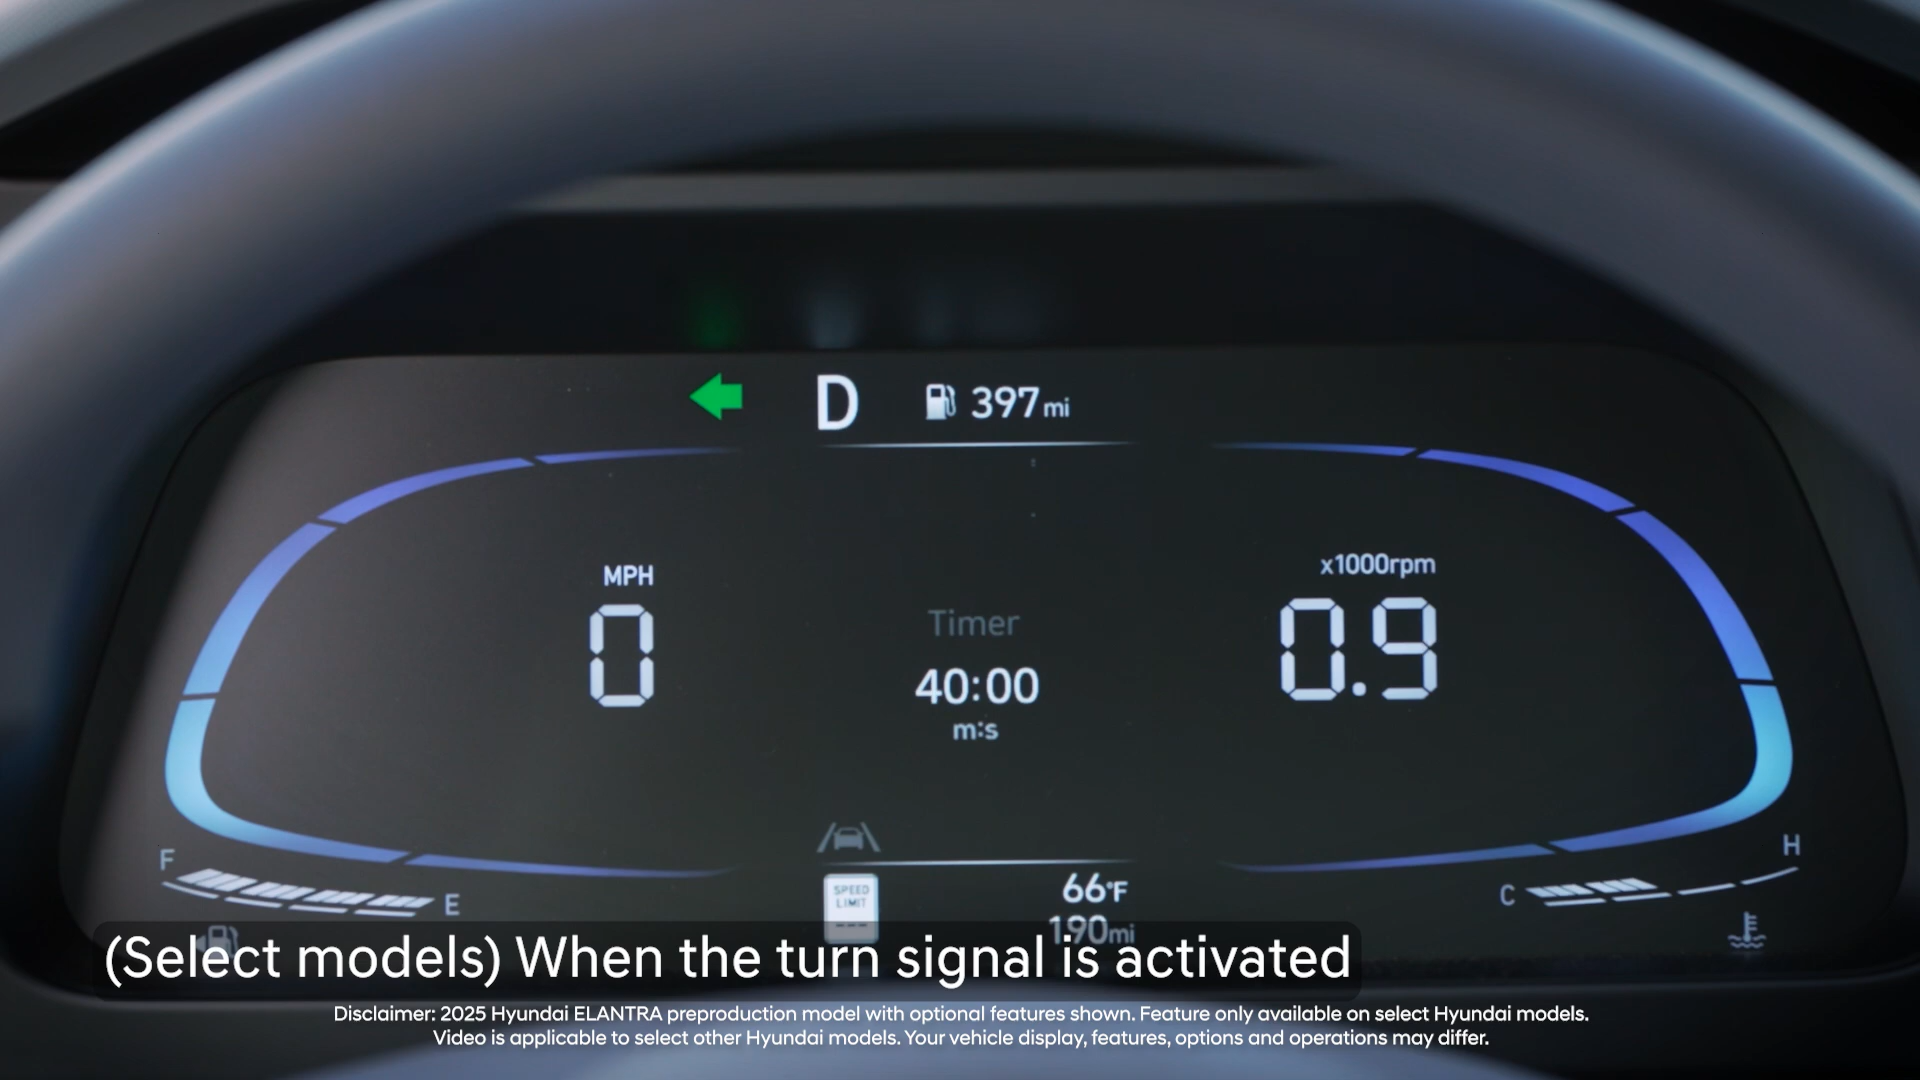 D 397mi
MPH
0
Timer
40:00
m:s
x1000rpm
0.9
F
E
SPEED
LIMIT
---
66°F
190mi
C
H
(Select models) When the turn signal is activated
Disclaimer: 2025 Hyundai ELANTRA preproduction model with optional features shown. Feature only available on select Hyundai models.
Video is applicable to select other Hyundai models. Your vehicle display, features, options and operations may differ.